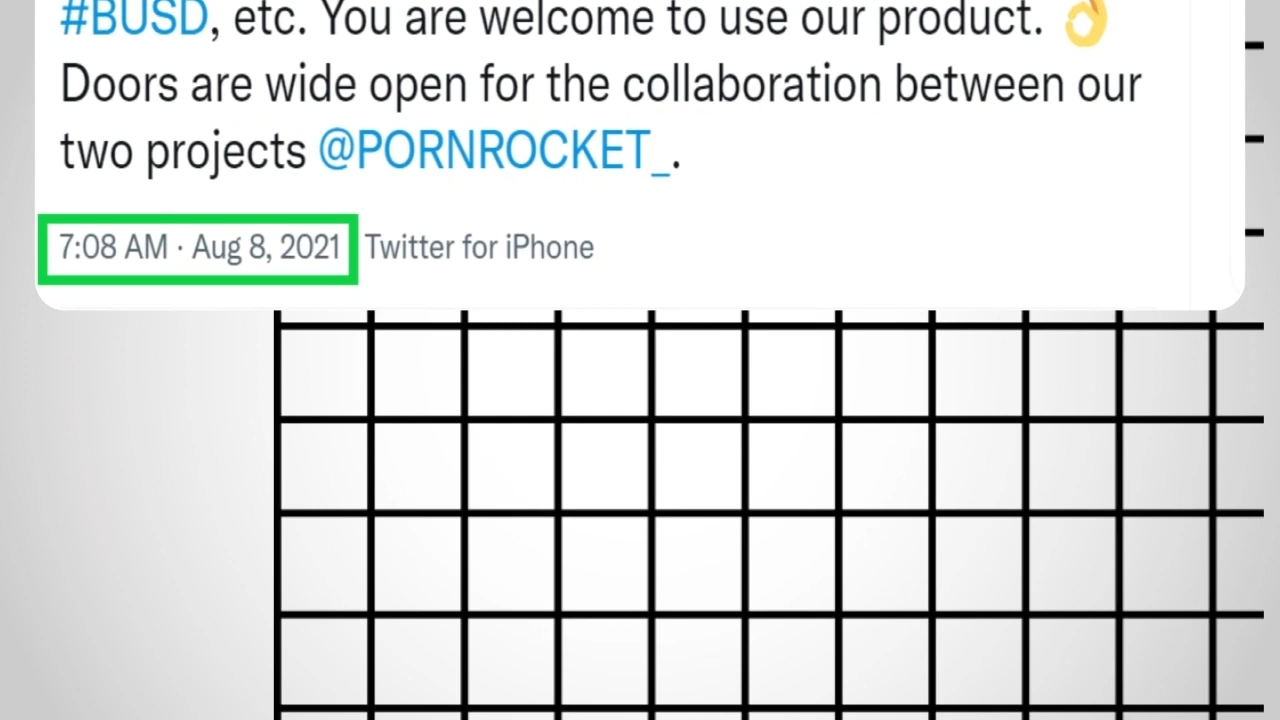 #BUSD, etc. You are welcome to use our product. 👌
Doors are wide open for the collaboration between our
two projects @PORNROCKET_.
7:08 AM · Aug 8, 2021 Twitter for iPhone